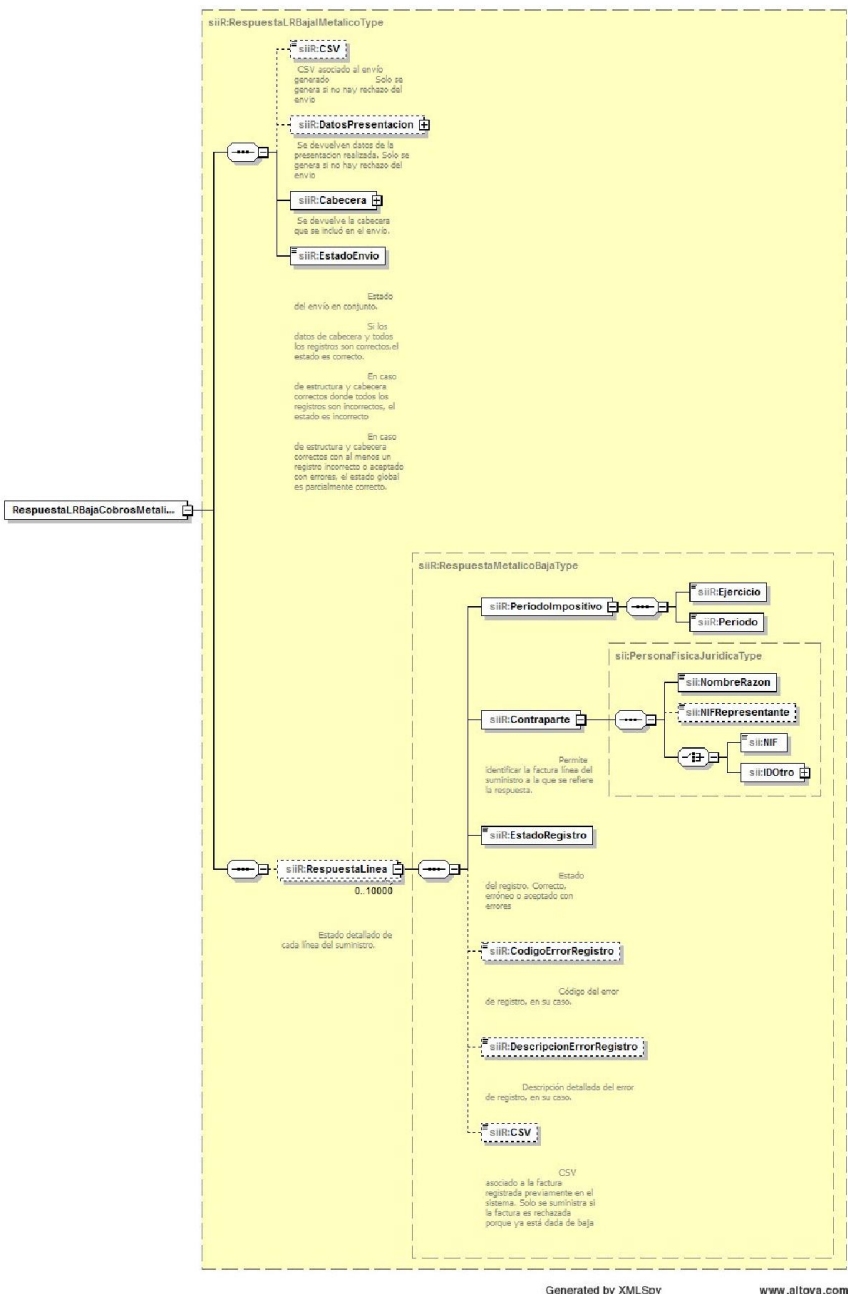 siiR:RespuestaLRBajaIMetalicoType
siiR:CSV
CSV asociado al envío
generado Solo se
genera si no hay rechazo del
envio
siiR:DatosPresentacion
Se devuelven datos de la
presentacion realizada. Solo se
genera si no hay rechazo del
envio
siiR:Cabecera
Se devuelve la cabecera
que se incluó en el envío.
siiR:EstadoEnvio
Estado
del envío en conjunto.
Si los
datos de cabecera y todos
los registros son correctos,el
estado es correcto.
En caso
de estructura y cabecera
correctos donde todos los
registros son incorrectos, el
estado es incorrecto
En caso
de estructura y cabecera
correctos con al menos un
registro incorrecto o aceptado
con errores, el estado global
es parcialmente correcto.
RespuestaLRBajaCobrosMetali...
siiR:RespuestaMetalicoBajaType
siiR:PeriodoImpositivo
siiR:Ejercicio
siiR:Periodo
sii:PersonaFisicaJuridicaType
siiR:Contraparte
sii:NombreRazon
sii:NIFRepresentante
sii:NIF
sii:IDOtro
Permite
identificar la factura línea del
suministro a la que se refiere
la respuesta.
siiR:EstadoRegistro
Estado
del registro. Correcto,
erróneo o aceptado con
errores
siiR:RespuestaLinea
0..10000
Estado detallado de
cada línea del suministro.
siiR:CodigoErrorRegistro
Código del error
de registro, en su caso.
siiR:DescripcionErrorRegistro
Descripción detallada del error
de registro, en su caso.
siiR:CSV
CSV
asociado a la factura
registrada previamente en el
sistema. Solo se suministra si
la factura es rechazada
porque ya está dada de baja
Generated by XMLSpy www.altova.com